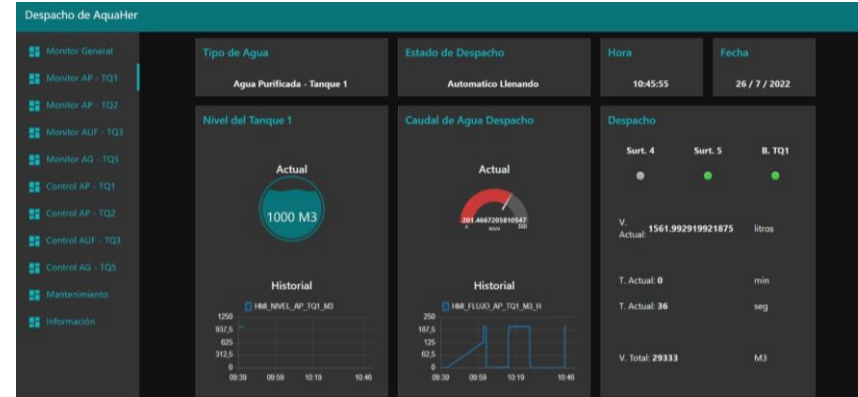 Despacho de AquaHer
Monitor General
Monitor AP - TQ1
Monitor AP - TQ2
Monitor AUF - TQ3
Monitor AG - TQ5
Control AP - TQ1
Control AP - TQ2
Control AUF - TQ3
Control AG - TQ5
Mantenimiento
Información
Tipo de Agua
Agua Purificada - Tanque 1
Estado de Despacho
Automatico Llenando
Hora
10:45:55
Fecha
26 / 7 / 2022
Nivel del Tanque 1
Actual
1000 M3
Historial
HMI_NIVEL_AP_TQ1_M3
1250
937,5
625
312,5
0
09:39 09:59 10:19 10:46
Caudal de Agua Despacho
Actual
201.4667205810547
0 M3/H 300
Historial
HMI_FLUJO_AP_TQ1_M3_H
250
187,5
125
62,5
0
09:39 09:59 10:19 10:46
Despacho
Surt. 4 Surt. 5 B. TQ1
V. Actual: 1561.992919921875 litros
T. Actual: 0 min
T. Actual: 36 seg
V. Total: 29333 M3